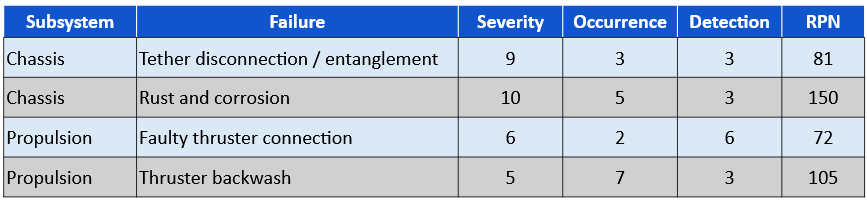 Subsystem Failure Severity Occurrence Detection RPN
Chassis Tether disconnection / entanglement 9 3 3 81
Chassis Rust and corrosion 10 5 3 150
Propulsion Faulty thruster connection 6 2 6 72
Propulsion Thruster backwash 5 7 3 105